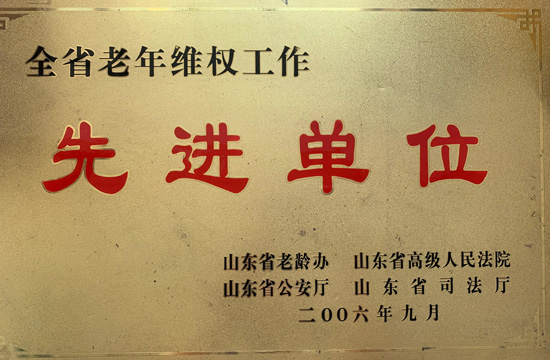 全省老年维权工作
先进单位
山东省老龄办 山东省高级人民法院
山东省公安厅 山东省司法厅
二00六年九月